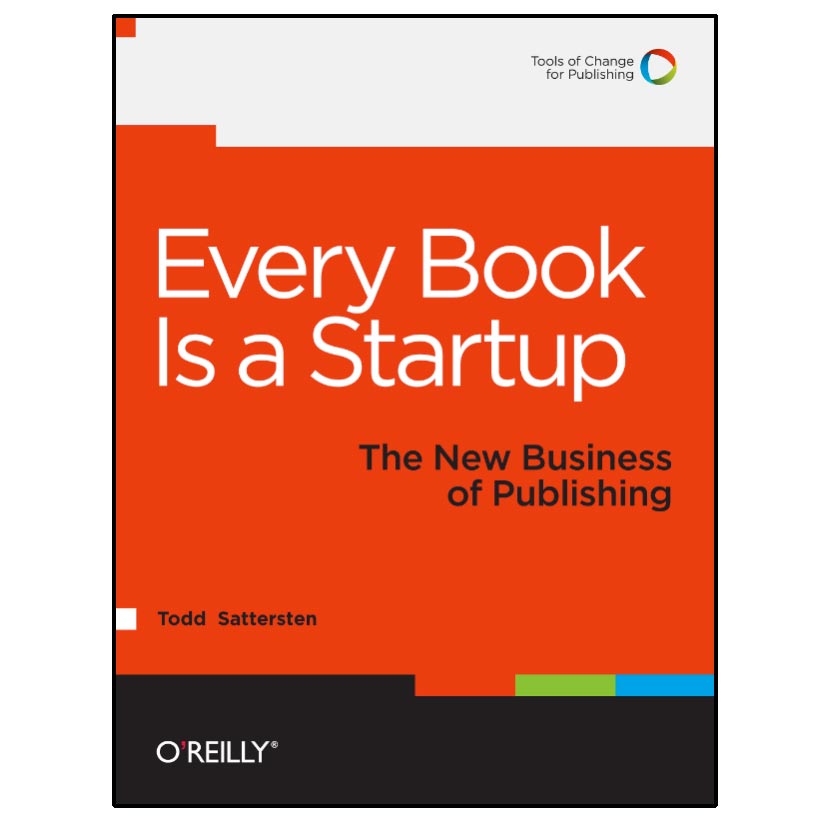 Tools of Change
for Publishing
Every Book
Is a Startup
The New Business
of Publishing
Todd Sattersten
O'REILLY®